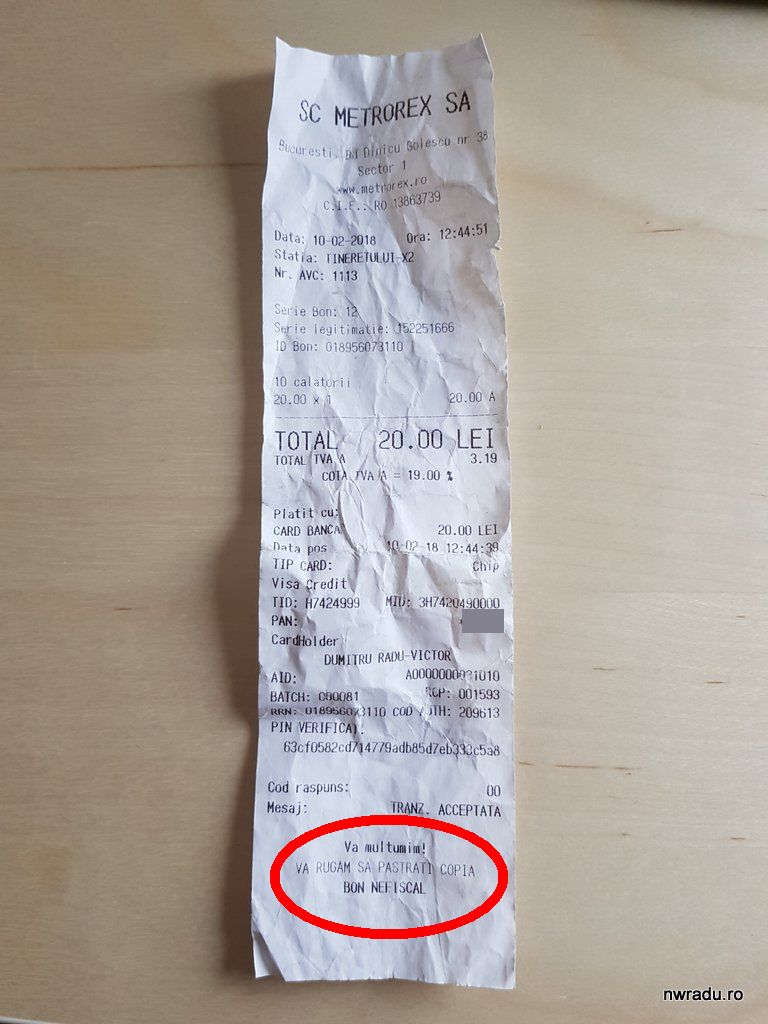 SC METROREX SA
Bucuresti, Bd Dinicu Golescu nr 38
Sector 1
www.metrorex.ro
C.I.F.: RO 13863739
Data: 10-02-2018 Ora: 12:44:51
Statia: TINERETULUI-X2
Nr. AVC: 1113
Serie Bon: 12
Serie legitimatie: 152251666
ID Bon: 018956073110
10 calatorii
20.00 x 1 20.00 A
TOTAL 20.00 LEI
TOTAL TVA A 3.19
COTA TVA A = 19.00 %
Platit cu:
CARD BANCA 20.00 LEI
Data pos 10-02-18 12:44:39
TIP CARD: Chip
Visa Credit
TID: H7424999 MID: 3H7420490000
PAN:
CardHolder
DUMITRU RADU-VICTOR
AID: A0000000031010
BATCH: 000081 RCP: 001593
RRN: 018956073110 COD AUTH: 209613
PIN VERIFICAT!
63cf0582cd714779adb85d7eb333c5a8
Cod raspuns: 00
Mesaj: TRANZ. ACCEPTATA
Va multumim!
VA RUGAM SA PASTRATI COPIA
BON NEFISCAL
nwradu.ro